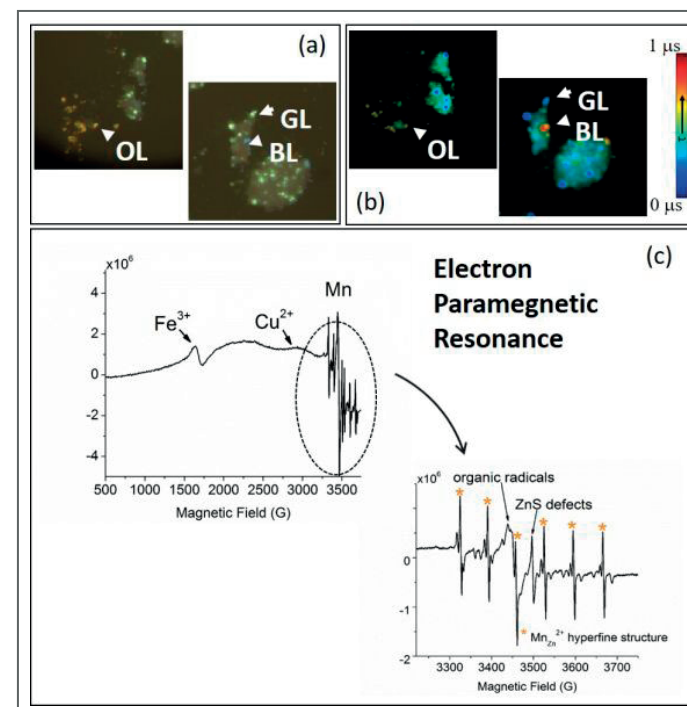 (a)
GL
BL
OL
(b)
GL
BL
OL
1 μs
τ
0 μs
(c)
Electron
Paramegnetic
Resonance
x10⁶
4
2
0
-2
-4
Fe³⁺
Cu²⁺
Mn
500 1000 1500 2000 2500 3000 3500
Magnetic Field (G)
organic radicals
x10⁶
ZnS defects
* * * * * *
0
-1
-2
* Mn_Zn²⁺ hyperfine structure
3300 3400 3500 3600 3700
Magnetic Field (G)